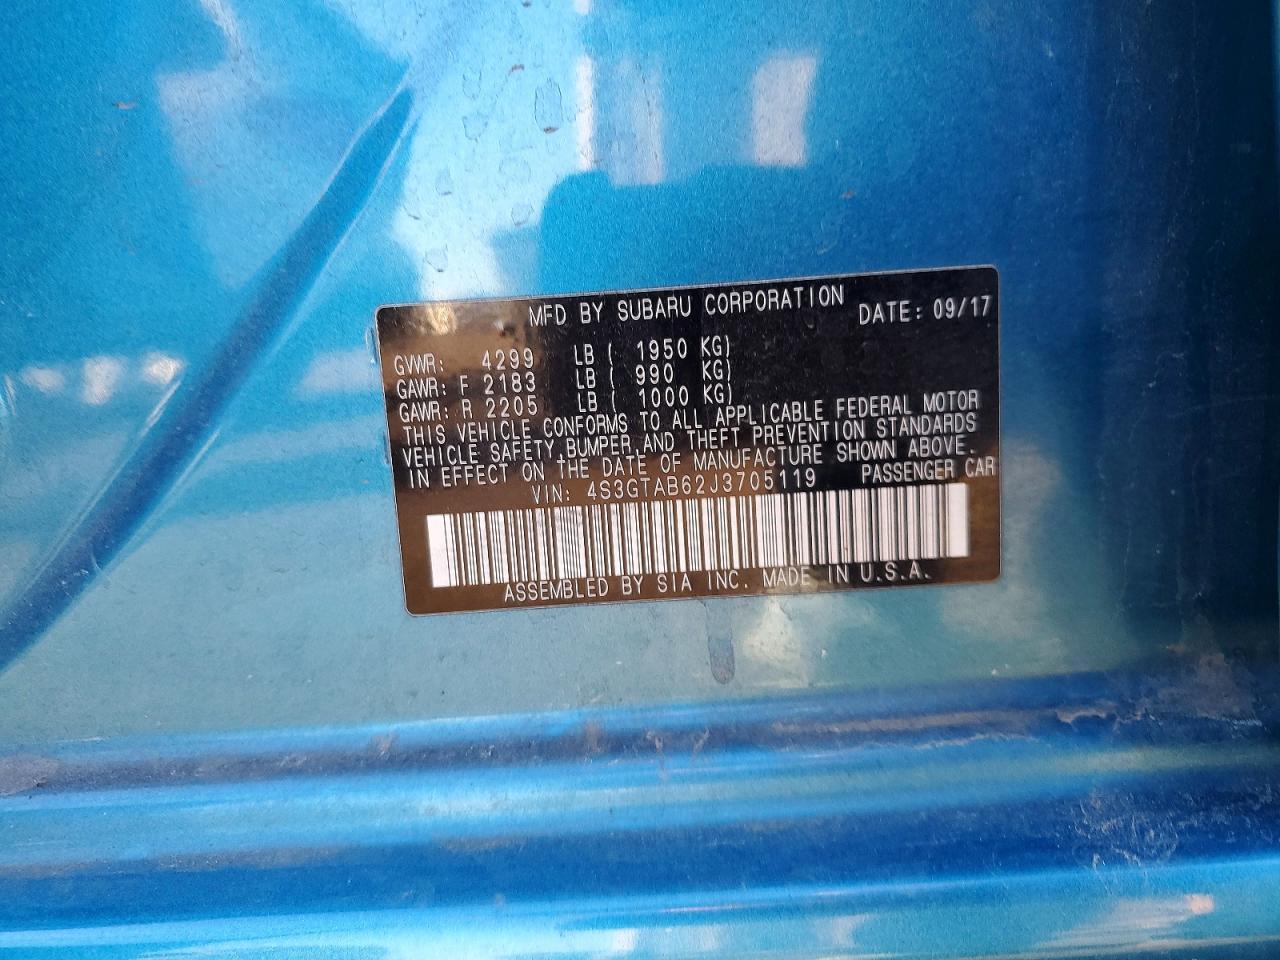 MFD BY SUBARU CORPORATION DATE: 09/17
GVWR: 4299 LB ( 1950 KG)
GAWR: F 2183 LB ( 990 KG)
GAWR: R 2205 LB ( 1000 KG)
THIS VEHICLE CONFORMS TO ALL APPLICABLE FEDERAL MOTOR
VEHICLE SAFETY, BUMPER, AND THEFT PREVENTION STANDARDS
IN EFFECT ON THE DATE OF MANUFACTURE SHOWN ABOVE.
VIN: 4S3GTAB62J3705119 PASSENGER CAR
ASSEMBLED BY SIA INC. MADE IN U.S.A.